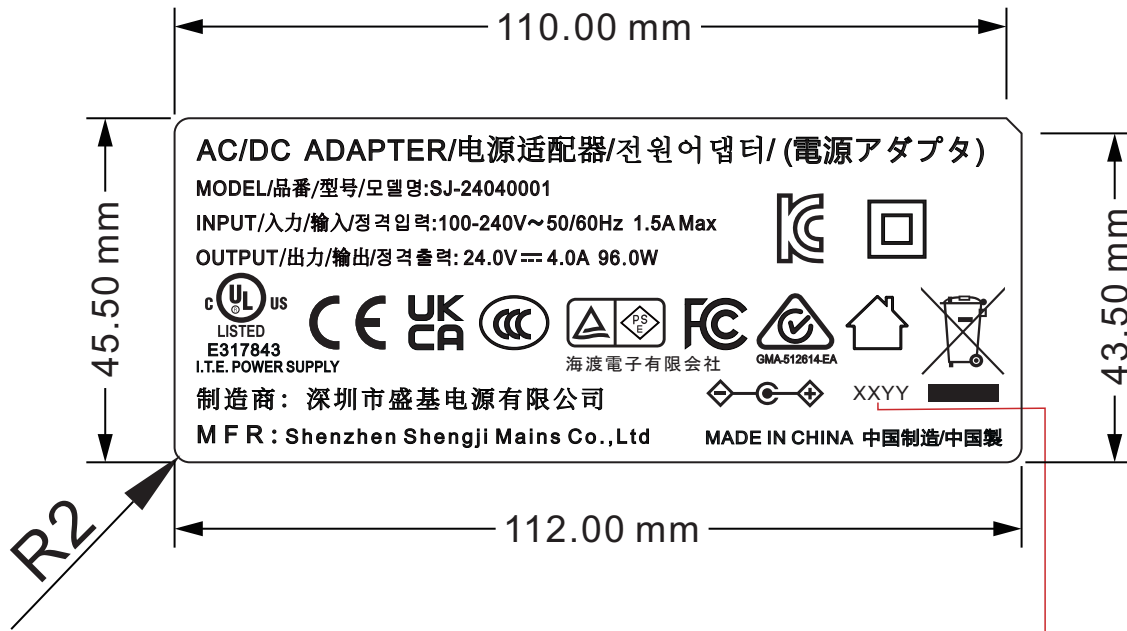 110.00 mm
45.50 mm
43.50 mm
AC/DC ADAPTER/电源适配器/전원어댑터/ (電源アダプタ)
MODEL/品番/型号/모델명:SJ-24040001
INPUT/入力/输入/정격입력:100-240V～50/60Hz 1.5A Max
OUTPUT/出力/输出/정격출력: 24.0V⎓4.0A 96.0W
C UL US
LISTED
E317843
I.T.E. POWER SUPPLY
CE
UK
CA
CCC
PS
E
FC
海渡電子有限会社
GMA-512614-EA
制造商：深圳市盛基电源有限公司
XXYY
MFR: Shenzhen Shengji Mains Co.,Ltd
MADE IN CHINA 中国制造/中国製
112.00 mm
R2